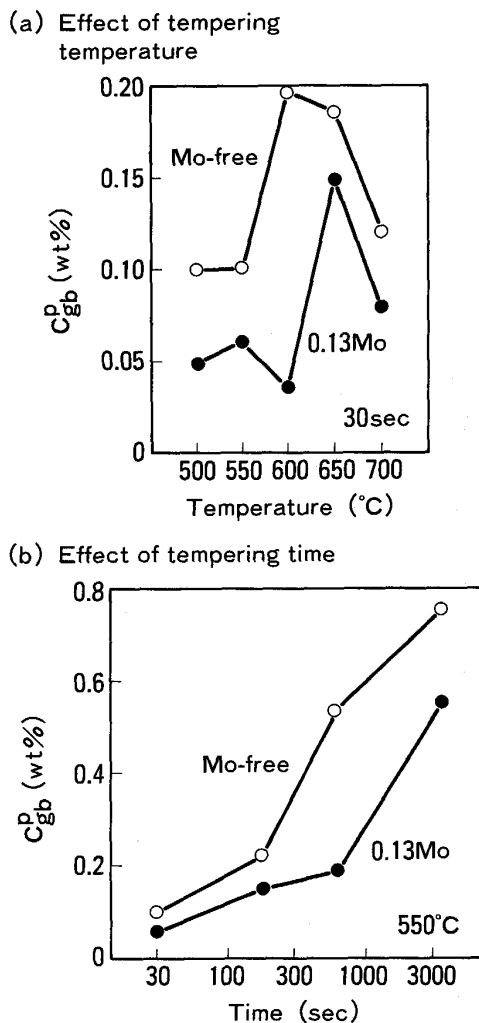 (a) Effect of tempering
temperature
0.20
0.15
0.10
0.05
0
C^p_gb (wt%)
Mo-free
0.13Mo
30sec
500 550 600 650 700
Temperature (°C)
(b) Effect of tempering time
0.8
0.6
0.4
0.2
0
C^p_gb (wt%)
Mo-free
0.13Mo
550°C
30 100 300 1000 3000
Time (sec)